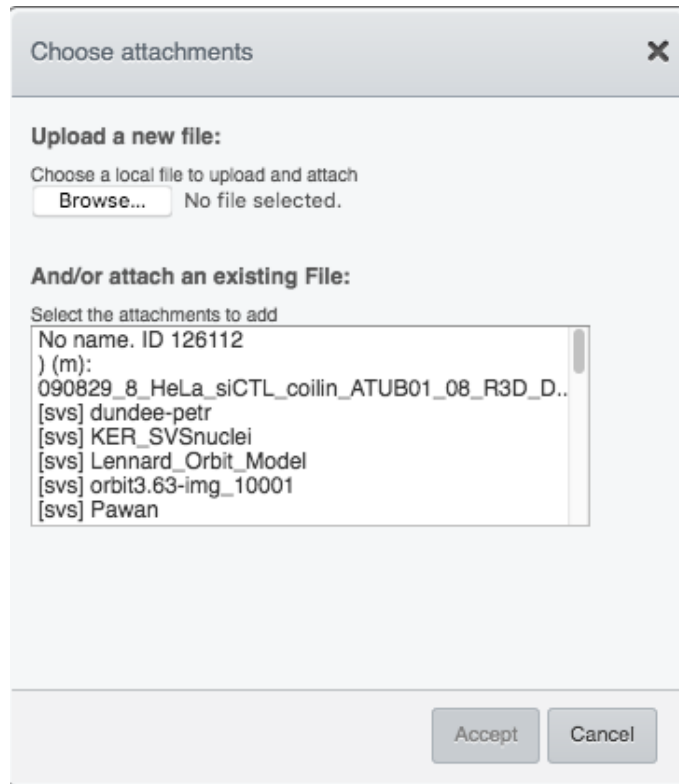 Choose attachments
Upload a new file:
Choose a local file to upload and attach
Browse... No file selected.
And/or attach an existing File:
Select the attachments to add
No name. ID 126112
) (m):
090829_8_HeLa_siCTL_coilin_ATUB01_08_R3D_D..
[svs] dundee-petr
[svs] KER_SVSnuclei
[svs] Lennard_Orbit_Model
[svs] orbit3.63-img_10001
[svs] Pawan
Accept
Cancel